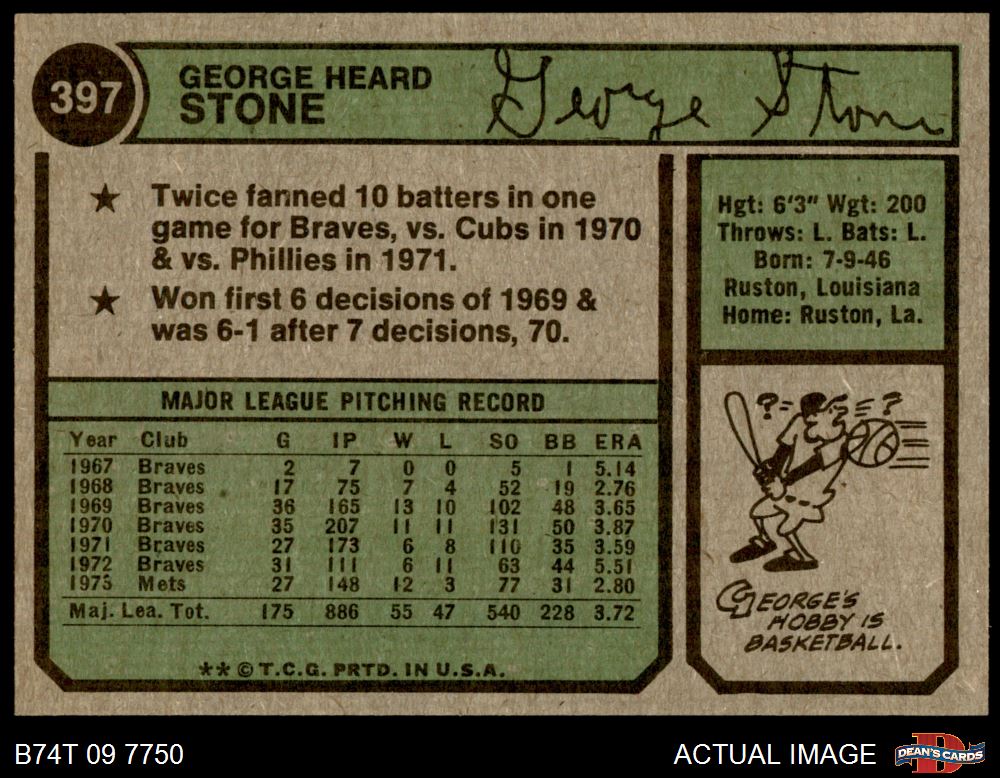 397
GEORGE HEARD
STONE
George Stone
★ Twice fanned 10 batters in one
game for Braves, vs. Cubs in 1970
& vs. Phillies in 1971.
★ Won first 6 decisions of 1969 &
was 6-1 after 7 decisions, 70.
Hgt: 6'3" Wgt: 200
Throws: L. Bats: L.
Born: 7-9-46
Ruston, Louisiana
Home: Ruston, La.
MAJOR LEAGUE PITCHING RECORD
Year Club G IP W L SO BB ERA
1967 Braves 2 7 0 0 5 1 5.14
1968 Braves 17 75 7 4 52 19 2.76
1969 Braves 36 165 13 10 102 48 3.65
1970 Braves 35 207 11 11 131 50 3.87
1971 Braves 27 173 6 8 110 35 3.59
1972 Braves 31 111 6 11 63 44 5.51
1973 Mets 27 148 12 3 77 31 2.80
Maj. Lea. Tot. 175 886 55 47 540 228 3.72
** © T.C.G. PRTD. IN U.S.A.
? = = ?
GEORGE'S
HOBBY IS
BASKETBALL.
B74T 09 7750
ACTUAL IMAGE
D
DEAN'S CARDS